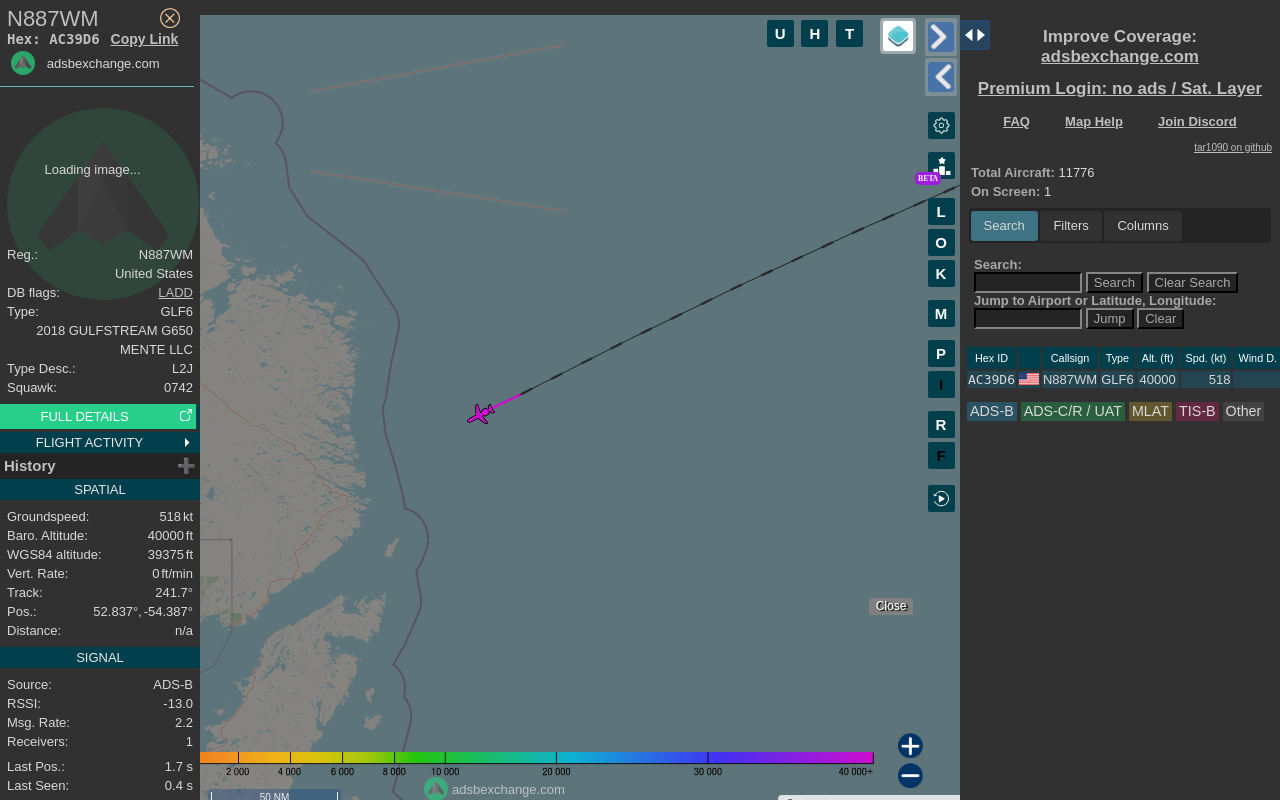 N887WM
Hex: AC39D6 Copy Link
adsbexchange.com
Loading image...
Reg.: N887WM
United States
DB flags: LADD
Type: GLF6
2018 GULFSTREAM G650
MENTE LLC
Type Desc.: L2J
Squawk: 0742
FULL DETAILS
FLIGHT ACTIVITY
History
SPATIAL
Groundspeed: 518 kt
Baro. Altitude: 40000 ft
WGS84 altitude: 39375 ft
Vert. Rate: 0 ft/min
Track: 241.7°
Pos.: 52.837°, -54.387°
Distance: n/a
SIGNAL
Source: ADS-B
RSSI: -13.0
Msg. Rate: 2.2
Receivers: 1
Last Pos.: 1.7 s
Last Seen: 0.4 s
U H T
BETA
L
O
K
M
P
I
R
F
Close
2 000 4 000 6 000 8 000 10 000 20 000 30 000 40 000+
adsbexchange.com
50 NM
Improve Coverage:
adsbexchange.com
Premium Login: no ads / Sat. Layer
FAQ Map Help Join Discord
tar1090 on github
Total Aircraft: 11776
On Screen: 1
Search Filters Columns
Search:
Search Clear Search
Jump to Airport or Latitude, Longitude:
Jump Clear
Hex ID Callsign Type Alt. (ft) Spd. (kt) Wind D.
AC39D6 N887WM GLF6 40000 518
ADS-B ADS-C/R / UAT MLAT TIS-B Other